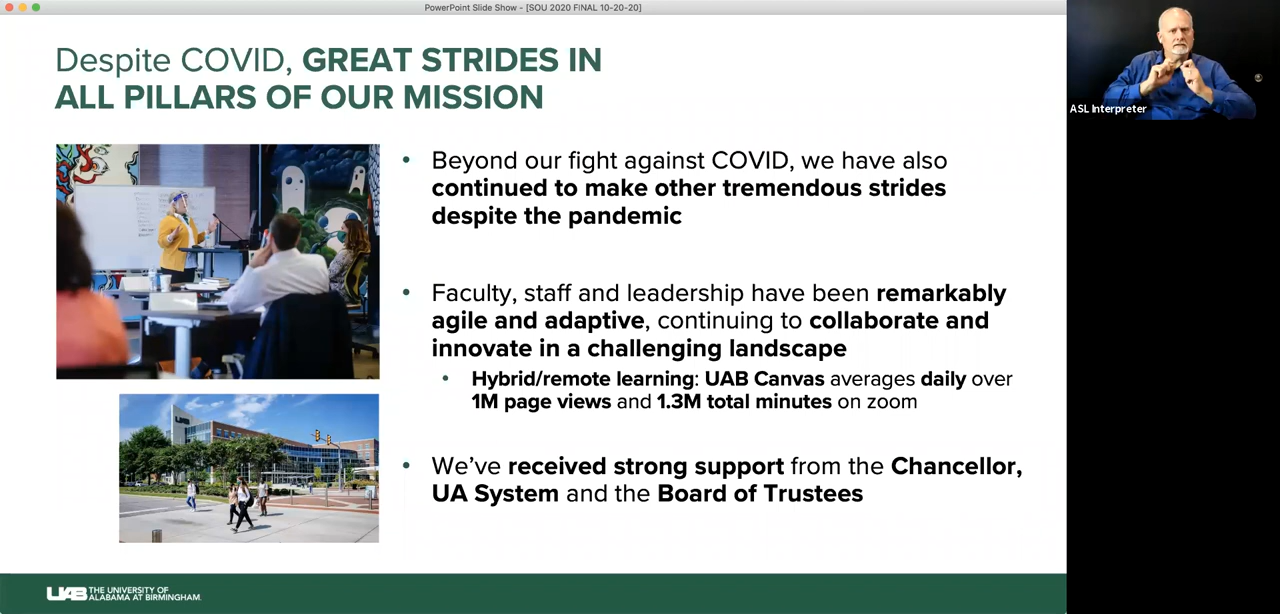 PowerPoint Slide Show - [SOU 2020 FINAL 10-20-20]
Despite COVID, GREAT STRIDES IN
ALL PILLARS OF OUR MISSION
• Beyond our fight against COVID, we have also
continued to make other tremendous strides
despite the pandemic
• Faculty, staff and leadership have been remarkably
agile and adaptive, continuing to collaborate and
innovate in a challenging landscape
• Hybrid/remote learning: UAB Canvas averages daily over
1M page views and 1.3M total minutes on zoom
• We’ve received strong support from the Chancellor,
UA System and the Board of Trustees
UAB
UAB THE UNIVERSITY OF
ALABAMA AT BIRMINGHAM.
ASL Interpreter